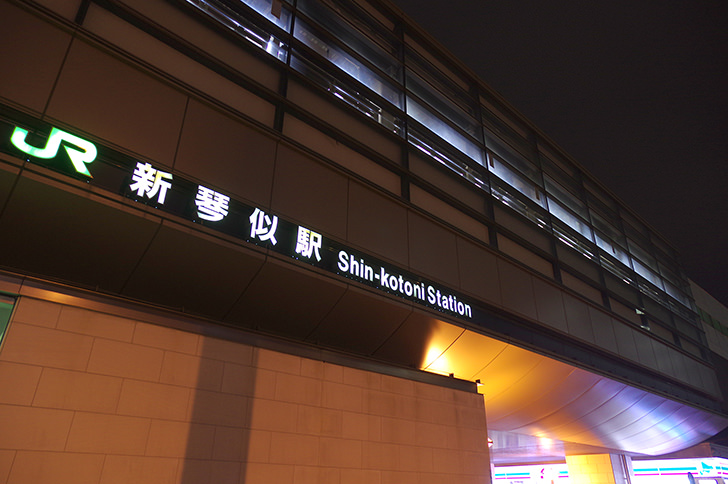 JR 新琴似駅 Shin-kotoni Station